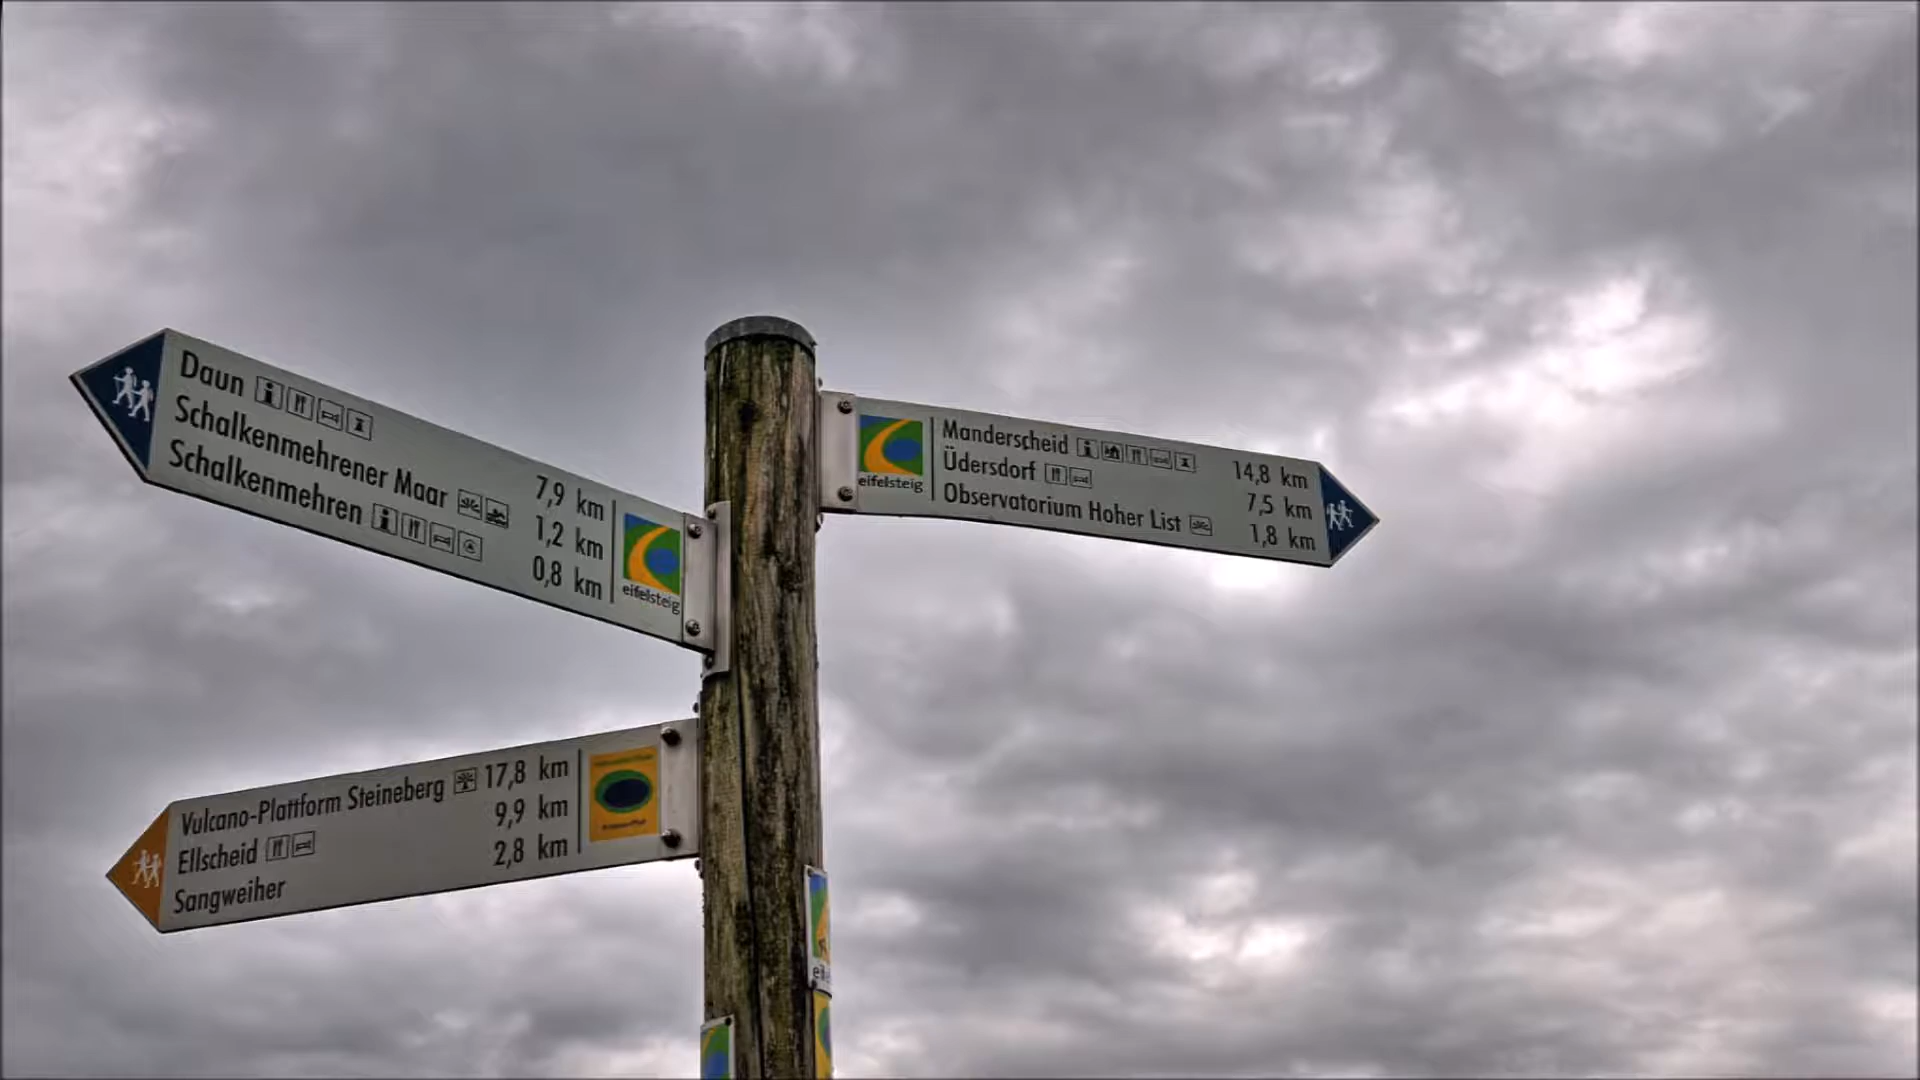 Daun 7,9 km
Schalkenmehrener Maar 1,2 km
Schalkenmehren 0,8 km
eifelsteig
eifelsteig
Manderscheid 14,8 km
Üdersdorf 7,5 km
Observatorium Hoher List 1,8 km
Vulcano-Plattform Steineberg 17,8 km
Ellscheid 9,9 km
Sangweiher 2,8 km